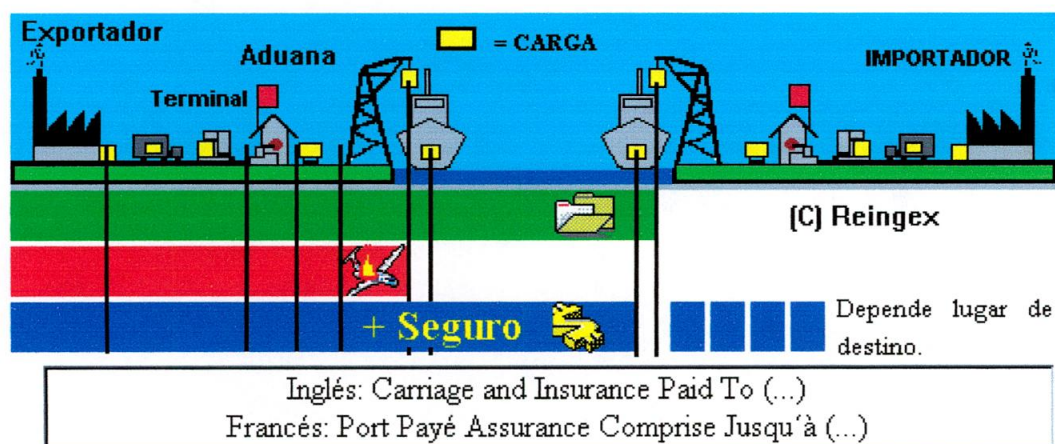 Exportador
= CARGA
Aduana
IMPORTADOR
Terminal
(C) Reingex
+ Seguro
Depende lugar de
destino.
Inglés: Carriage and Insurance Paid To (...)
Francés: Port Payé Assurance Comprise Jusqu´à (...)